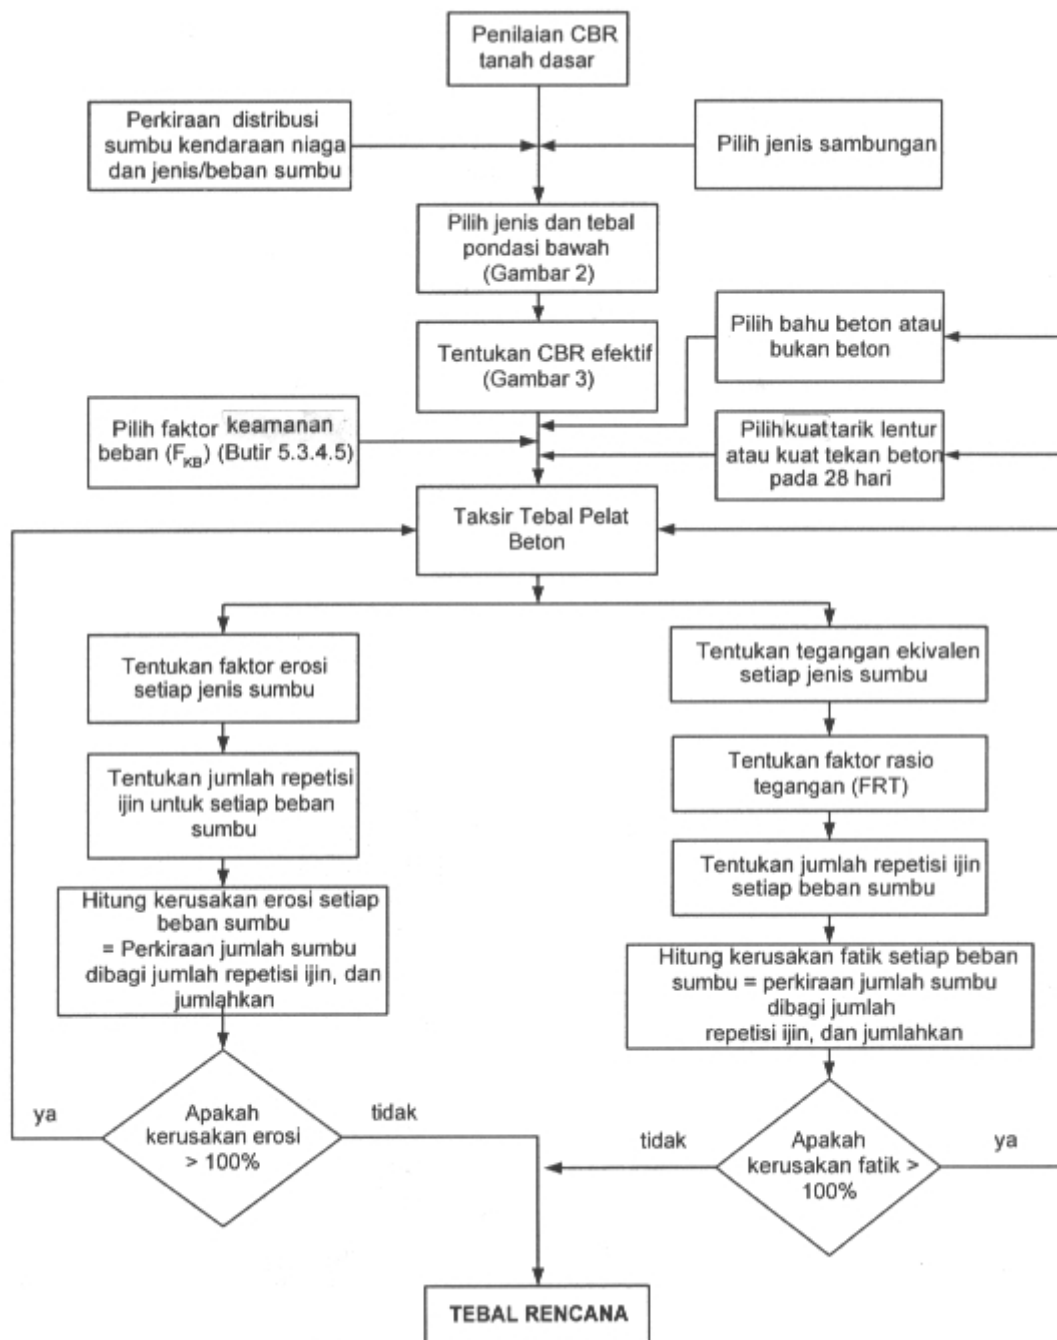 Penilaian CBR
tanah dasar
Perkiraan distribusi
sumbu kendaraan niaga
dan jenis/beban sumbu
Pilih jenis sambungan
Pilih jenis dan tebal
pondasi bawah
(Gambar 2)
Tentukan CBR efektif
(Gambar 3)
Pilih bahu beton atau
bukan beton
Pilih faktor keamanan
beban (FKB) (Butir 5.3.4.5)
Pilih kuat tarik lentur
atau kuat tekan beton
pada 28 hari
Taksir Tebal Pelat
Beton
Tentukan faktor erosi
setiap jenis sumbu
Tentukan tegangan ekivalen
setiap jenis sumbu
Tentukan jumlah repetisi
ijin untuk setiap beban
sumbu
Tentukan faktor rasio
tegangan (FRT)
Tentukan jumlah repetisi ijin
setiap beban sumbu
Hitung kerusakan erosi setiap
beban sumbu
= Perkiraan jumlah sumbu
dibagi jumlah repetisi ijin, dan
jumlahkan
Hitung kerusakan fatik setiap beban
sumbu = perkiraan jumlah sumbu
dibagi jumlah
repetisi ijin, dan jumlahkan
ya
Apakah
kerusakan erosi
> 100%
tidak
tidak
Apakah
kerusakan fatik >
100%
ya
TEBAL RENCANA